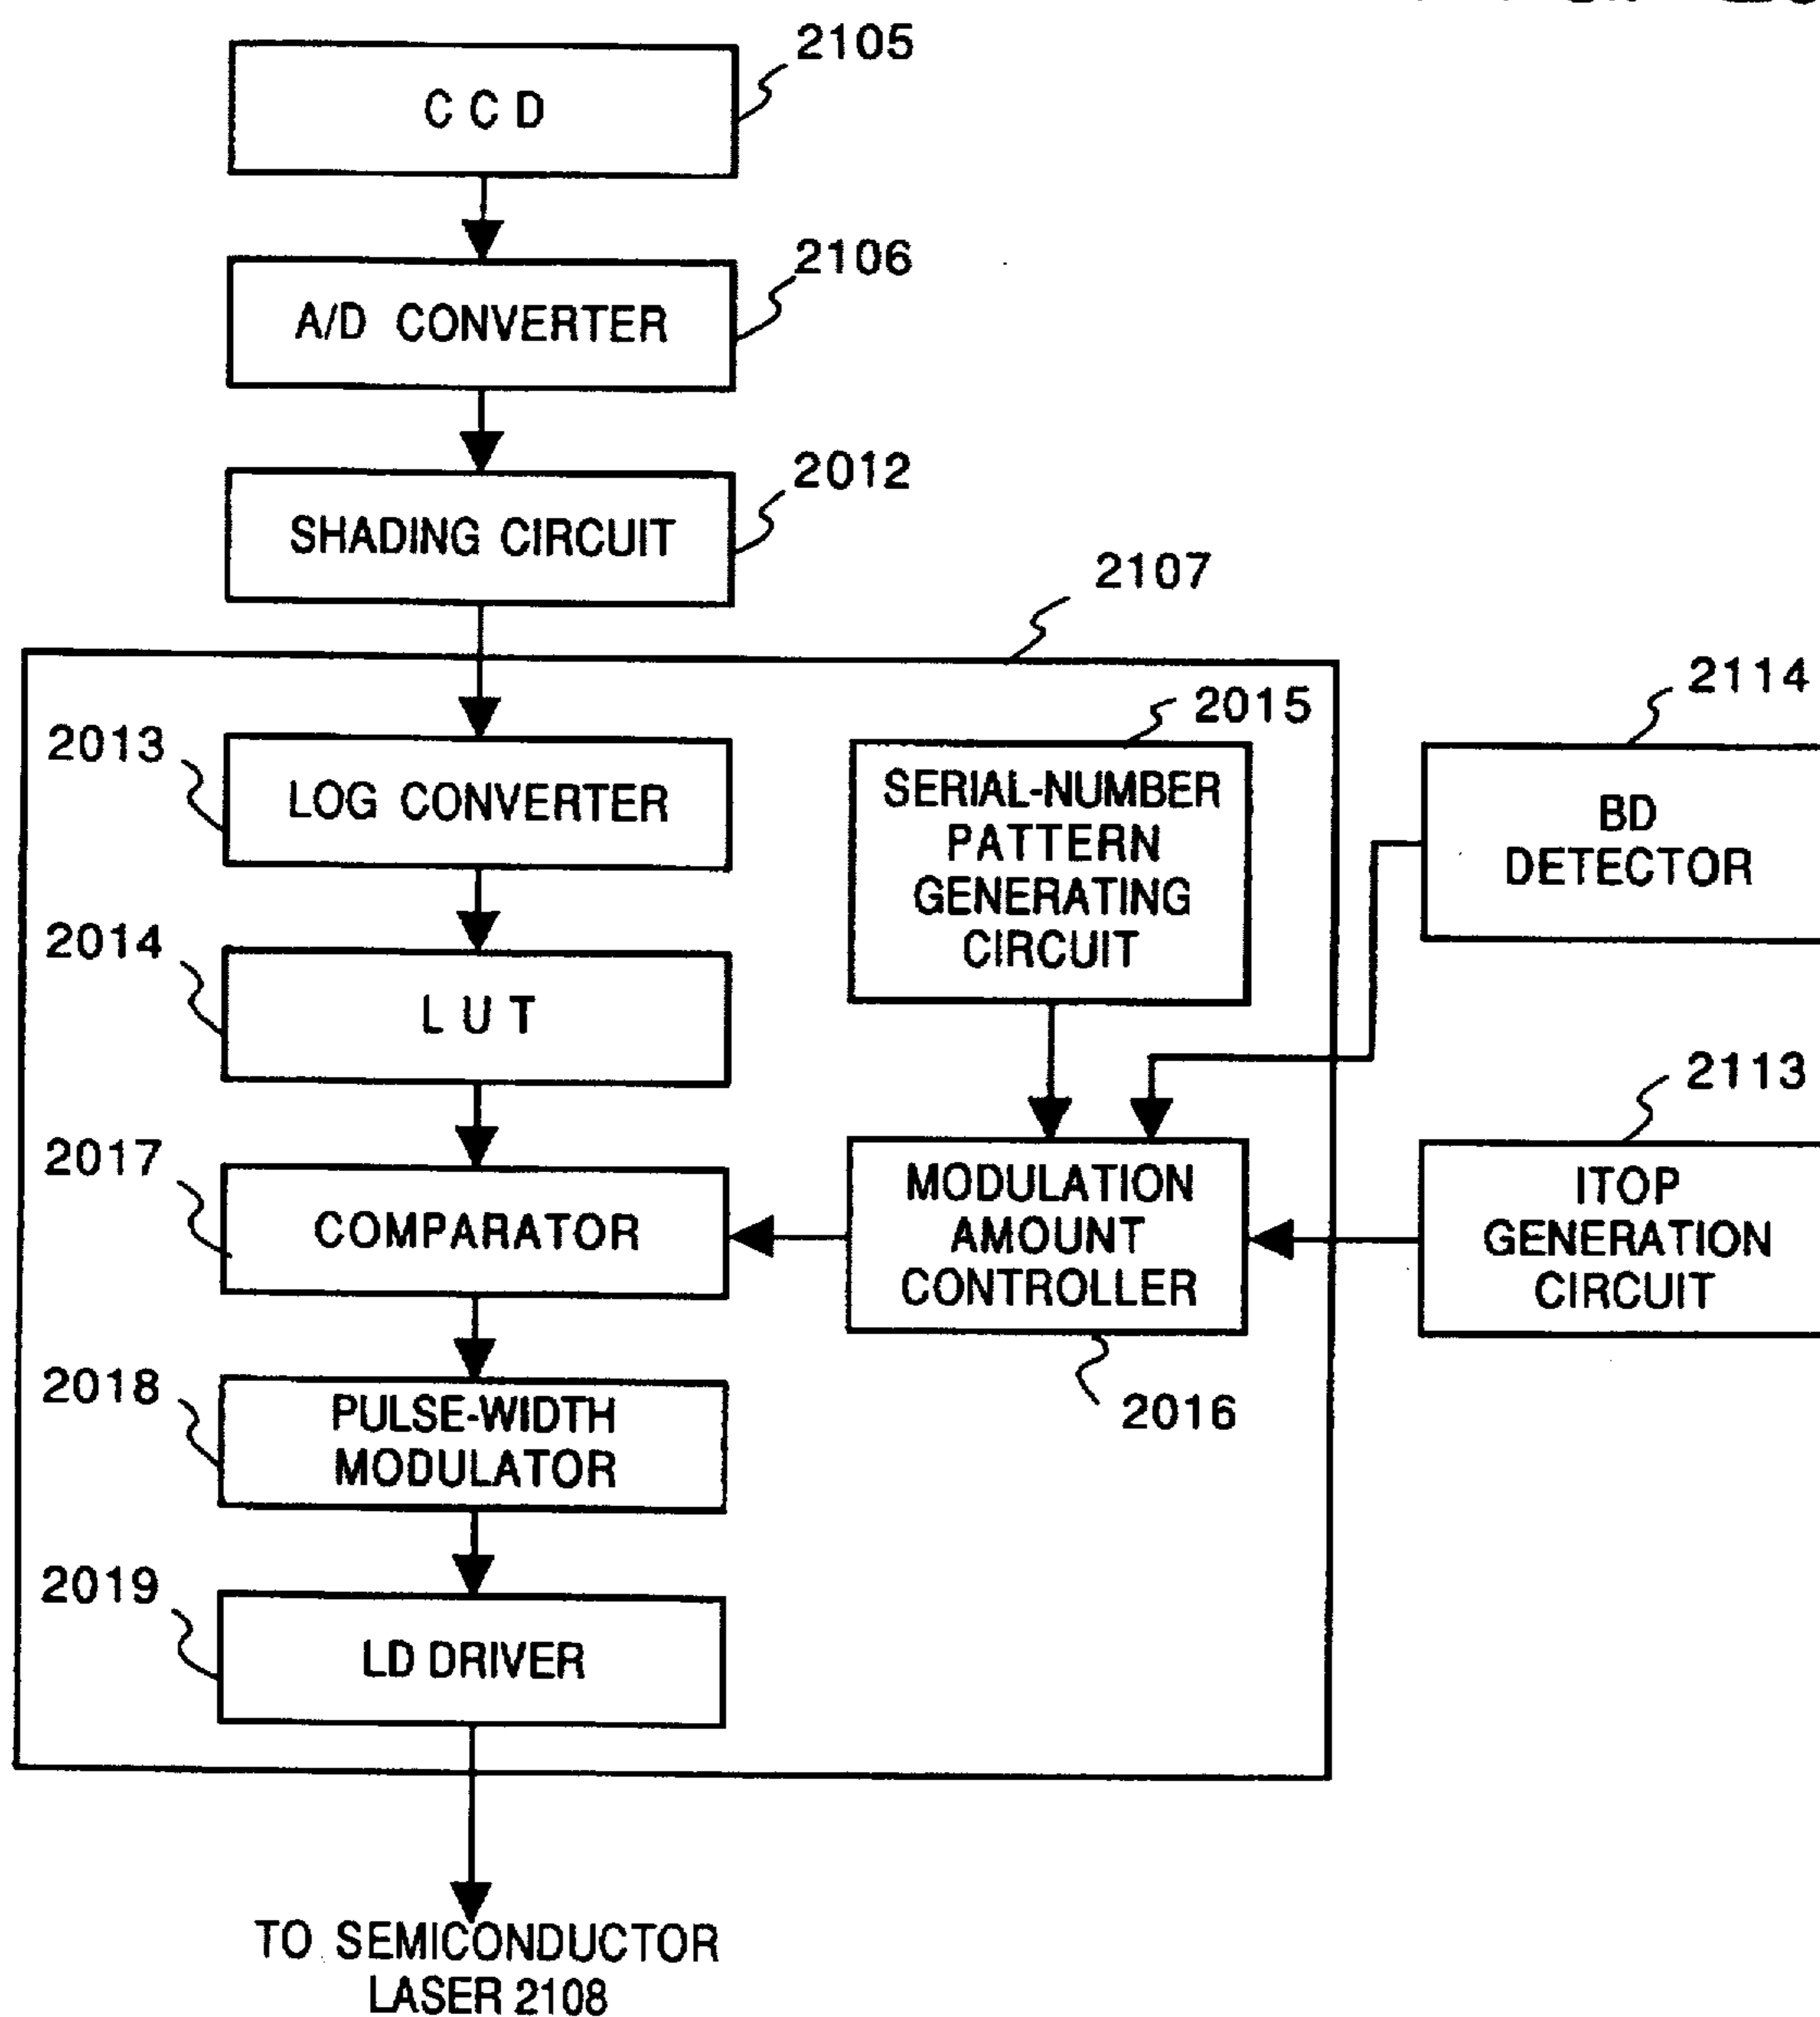 2105
C C D
2106
A/D CONVERTER
2012
SHADING CIRCUIT
2107
2114
2015
2013
LOG CONVERTER
SERIAL-NUMBER
PATTERN
GENERATING
CIRCUIT
BD
DETECTOR
2014
L U T
2113
2017
COMPARATOR
MODULATION
AMOUNT
CONTROLLER
ITOP
GENERATION
CIRCUIT
2018
PULSE-WIDTH
MODULATOR
2016
2019
LD DRIVER
TO SEMICONDUCTOR
LASER 2108